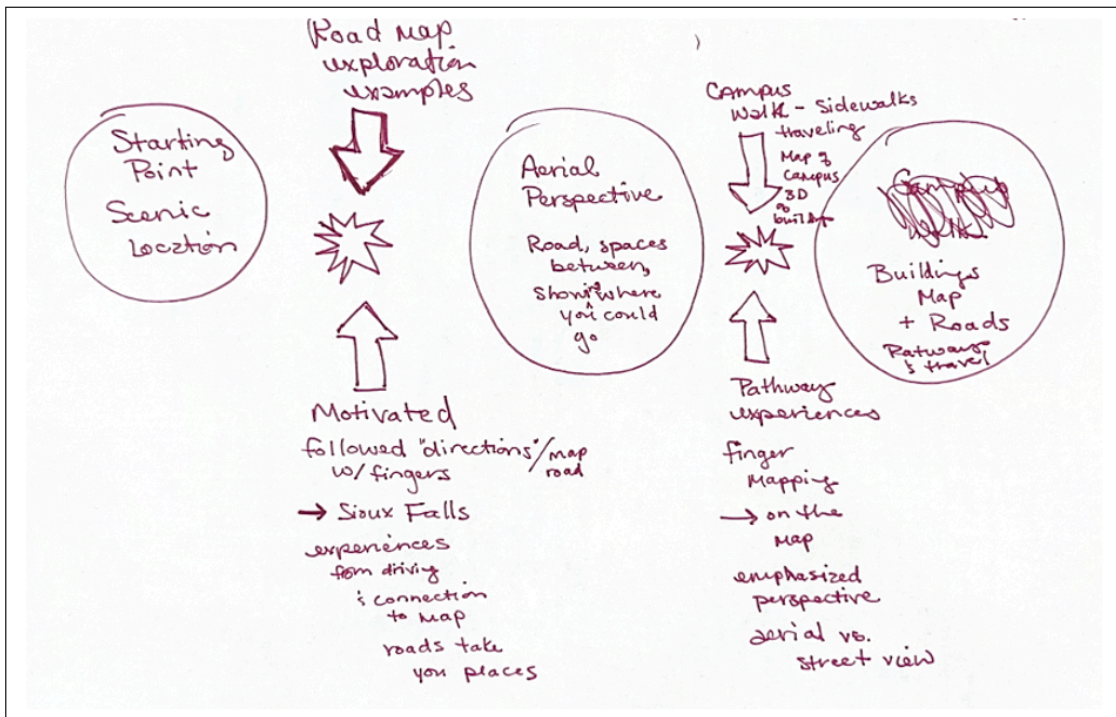 Starting
Point
Scenic
Location
Road map
exploration
examples
Motivated
followed "directions"/map
w/fingers road
→ Sioux Falls
experiences
from driving
& connection
to map
roads take
you places
Aerial
Perspective
Road, spaces
between,
showing where
you could
go
Campus
Walk - Sidewalks
traveling
Map of
Campus
3D
of
buildings
Pathway
experiences
finger
Mapping
→ on the
map
emphasized
perspective
aerial vs.
street view
Buildings
Map
+ Roads
Pathways
& travel